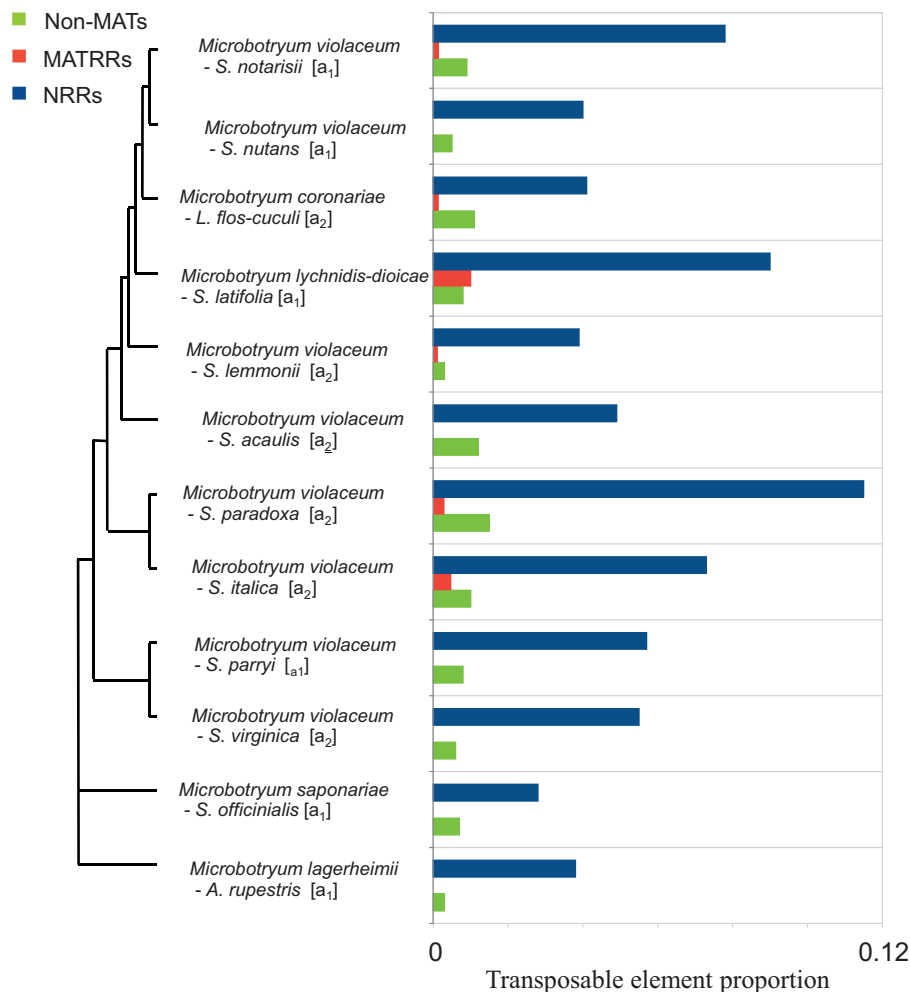 Non-MATs
MATRRs
NRRs
Microbotryum violaceum
- S. notarisii [a₁]
Microbotryum violaceum
- S. nutans [a₁]
Microbotryum coronariae
- L. flos-cuculi [a₂]
Microbotryum lychnidis-dioicae
- S. latifolia [a₁]
Microbotryum violaceum
- S. lemmonii [a₂]
Microbotryum violaceum
- S. acaulis [a₂]
Microbotryum violaceum
- S. paradoxa [a₂]
Microbotryum violaceum
- S. italica [a₂]
Microbotryum violaceum
- S. parryi [ₐ₁]
Microbotryum violaceum
- S. virginica [a₂]
Microbotryum saponariae
- S. officinialis [a₁]
Microbotryum lagerheimii
- A. rupestris [a₁]
0 0.12
Transposable element proportion